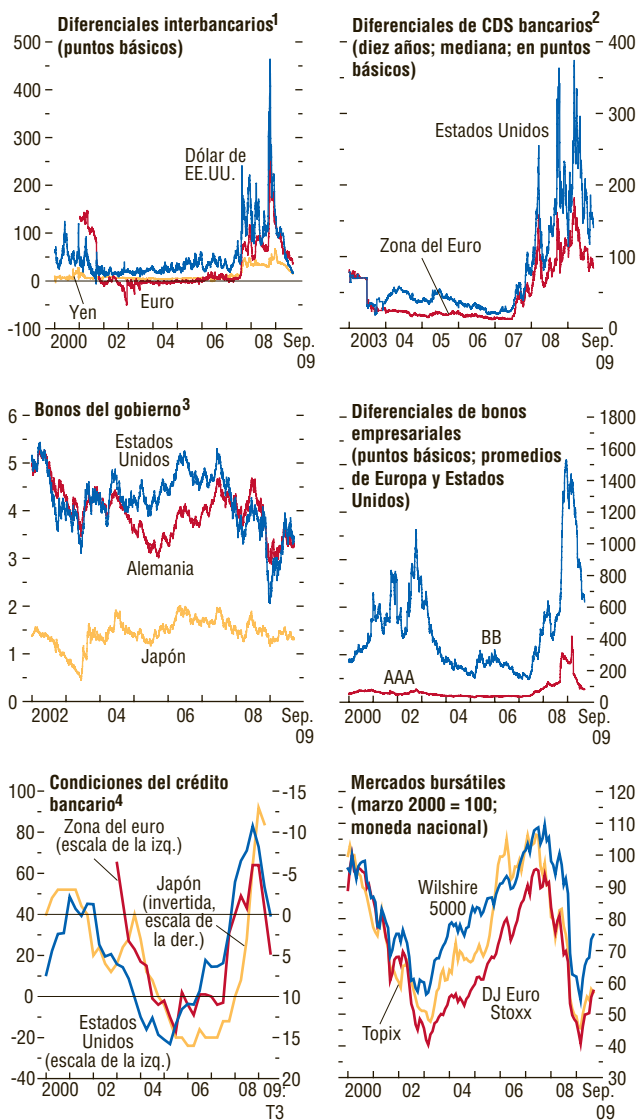 Diferenciales interbancarios1
(puntos básicos)
500
400
300
200
100
0
-100
Dólar de
EE.UU.
Yen
Euro
2000 02 04 06 08 Sep.
09
Diferenciales de CDS bancarios2
(diez años; mediana; en puntos
básicos)
400
300
200
100
0
Estados Unidos
Zona del Euro
2003 04 05 06 07 08 Sep.
09
Bonos del gobierno3
6
5
4
3
2
1
0
Estados
Unidos
Alemania
Japón
2002 04 06 08 Sep.
09
Diferenciales de bonos
empresariales
(puntos básicos; promedios
de Europa y Estados
Unidos)
1800
1600
1400
1200
1000
800
600
400
200
0
BB
AAA
2000 02 04 06 08 Sep.
09
Condiciones del crédito
bancario4
100
80
60
40
20
0
-20
-40
-15
-10
-5
0
5
10
15
20
Zona del euro
(escala de la izq.)
Japón
(invertida,
escala de
la der.)
Estados
Unidos (escala de la izq.)
2000 02 04 06 08 09:
T3
Mercados bursátiles
(marzo 2000 = 100;
moneda nacional)
120
110
100
90
80
70
60
50
40
30
Wilshire
5000
DJ Euro
Stoxx
Topix
2000 02 04 06 08 Sep.
09